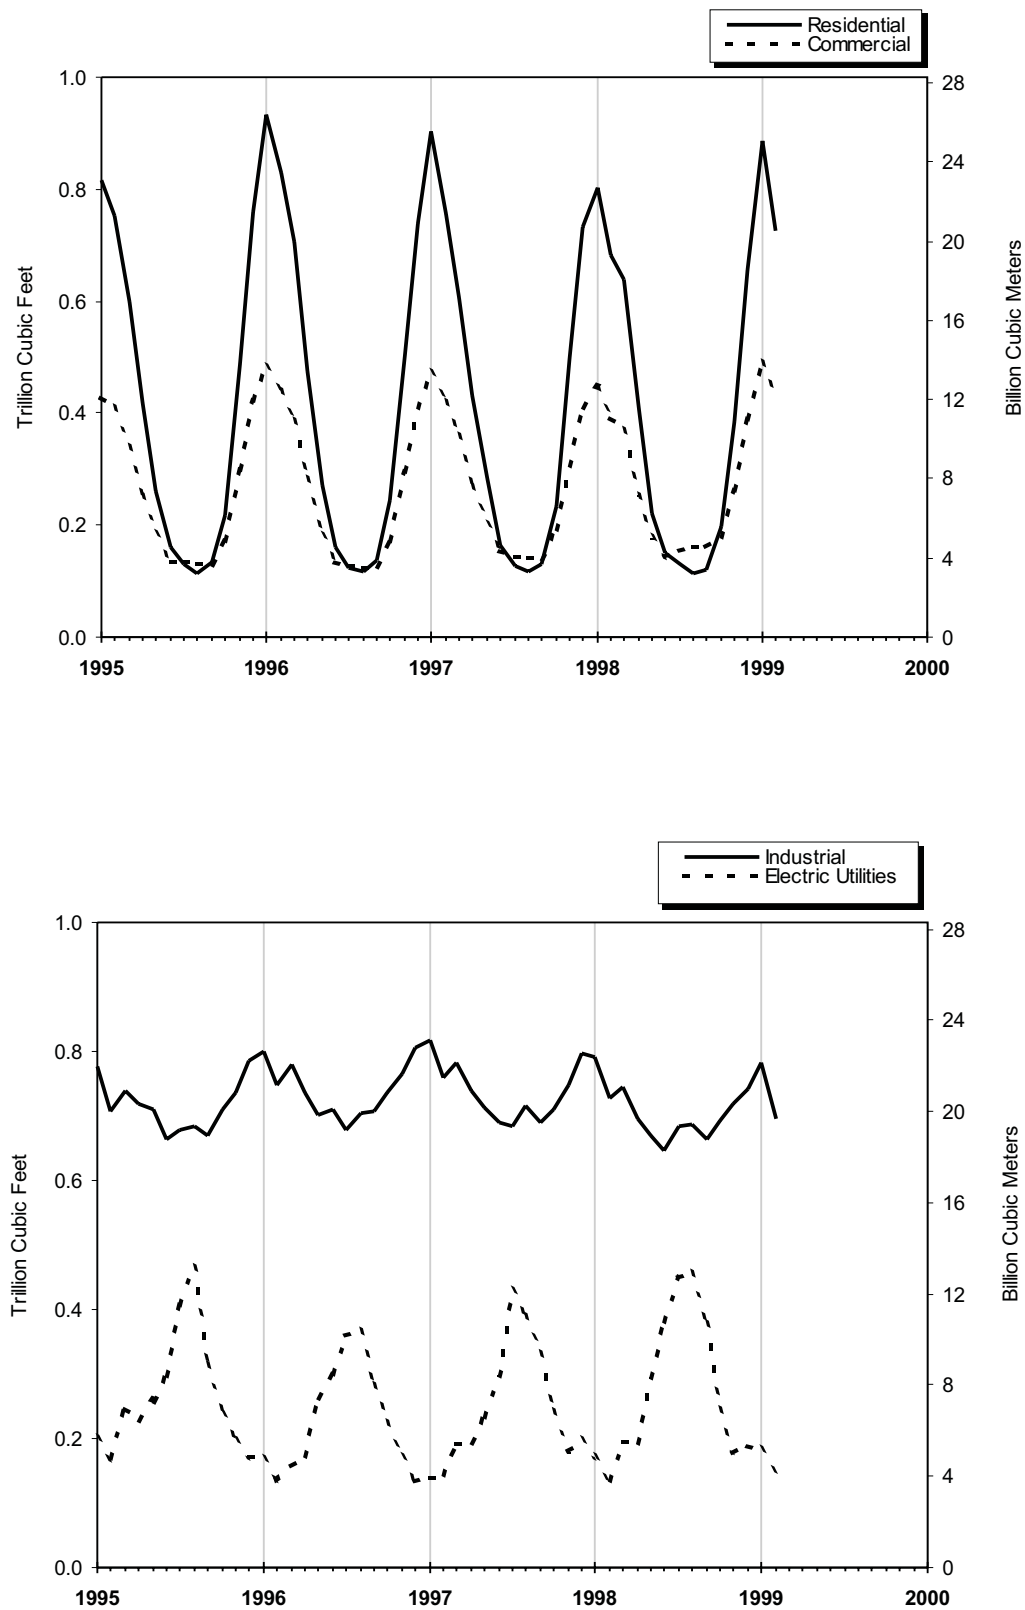 Residential
Commercial
1.0
0.8
0.6
0.4
0.2
0.0
Trillion Cubic Feet
28
24
20
16
12
8
4
0
Billion Cubic Meters
1995 1996 1997 1998 1999 2000
Industrial
Electric Utilities
1.0
0.8
0.6
0.4
0.2
0.0
Trillion Cubic Feet
28
24
20
16
12
8
4
0
Billion Cubic Meters
1995 1996 1997 1998 1999 2000